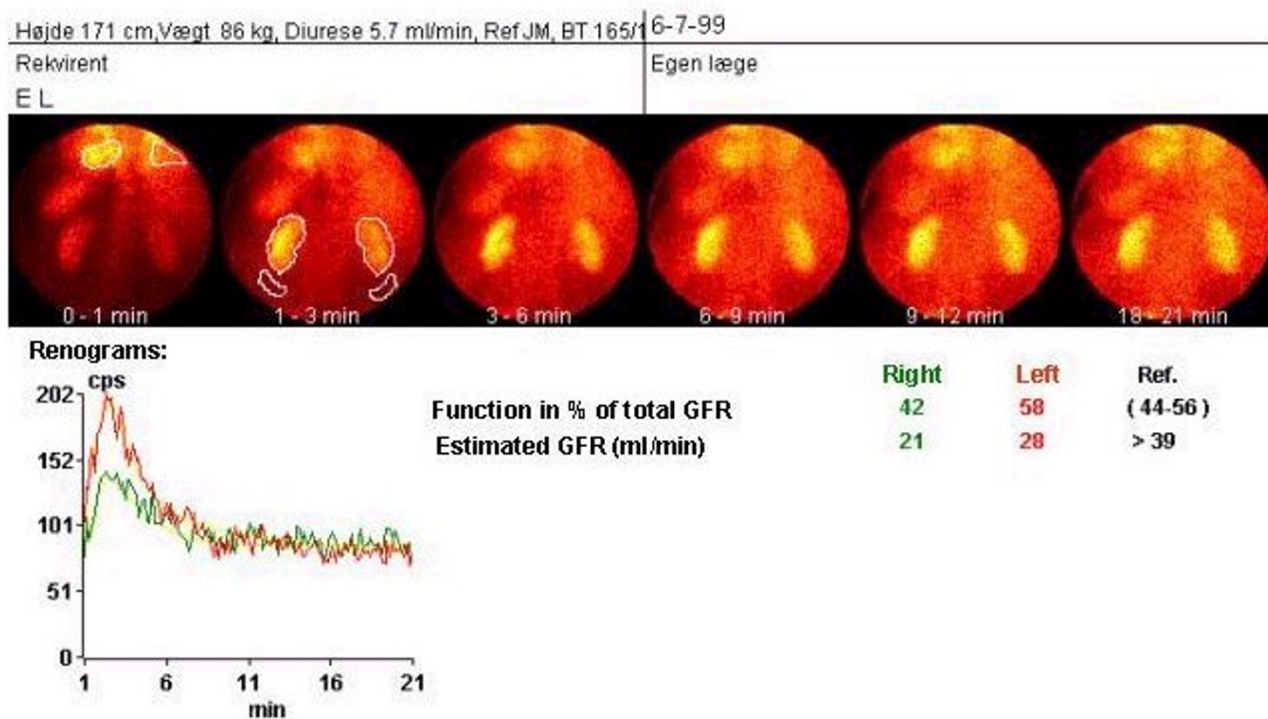 Højde 171 cm,Vægt 86 kg, Diurese 5.7 ml/min, Ref JM, BT 165/1
6-7-99
Rekvirent
Egen læge
E L
0 - 1 min
1 - 3 min
3 - 6 min
6 - 9 min
9 - 12 min
18 - 21 min
Renograms:
cps
202
152
101
51
0
1 6 11 16 21
min
Right Left Ref.
Function in % of total GFR 42 58 ( 44-56 )
Estimated GFR (ml/min) 21 28 > 39